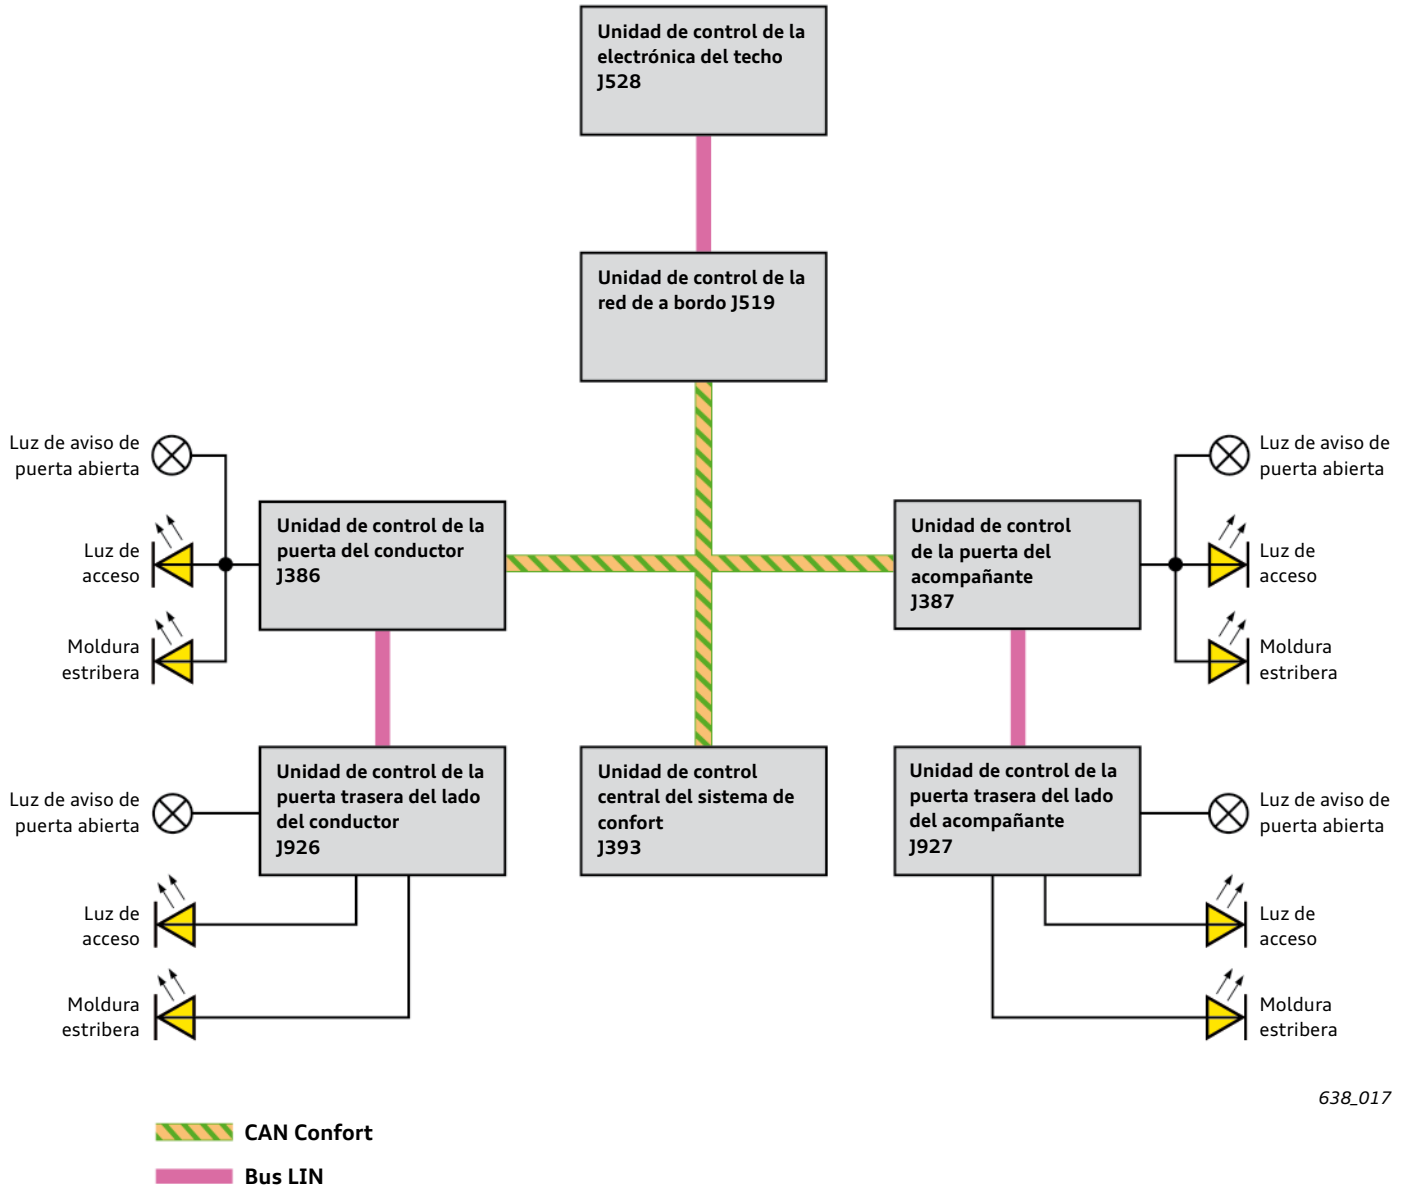 Unidad de control de la
electrónica del techo
J528
Unidad de control de la
red de a bordo J519
Luz de aviso de
puerta abierta
Luz de
acceso
Moldura
estribera
Unidad de control de la
puerta del conductor
J386
Unidad de control
de la puerta del
acompañante
J387
Luz de aviso de
puerta abierta
Luz de
acceso
Moldura
estribera
Luz de aviso de
puerta abierta
Luz de
acceso
Moldura
estribera
Unidad de control de la
puerta trasera del lado
del conductor
J926
Unidad de control
central del sistema de
confort
J393
Unidad de control de la
puerta trasera del lado
del acompañante
J927
Luz de aviso de
puerta abierta
Luz de
acceso
Moldura
estribera
638_017
CAN Confort
Bus LIN